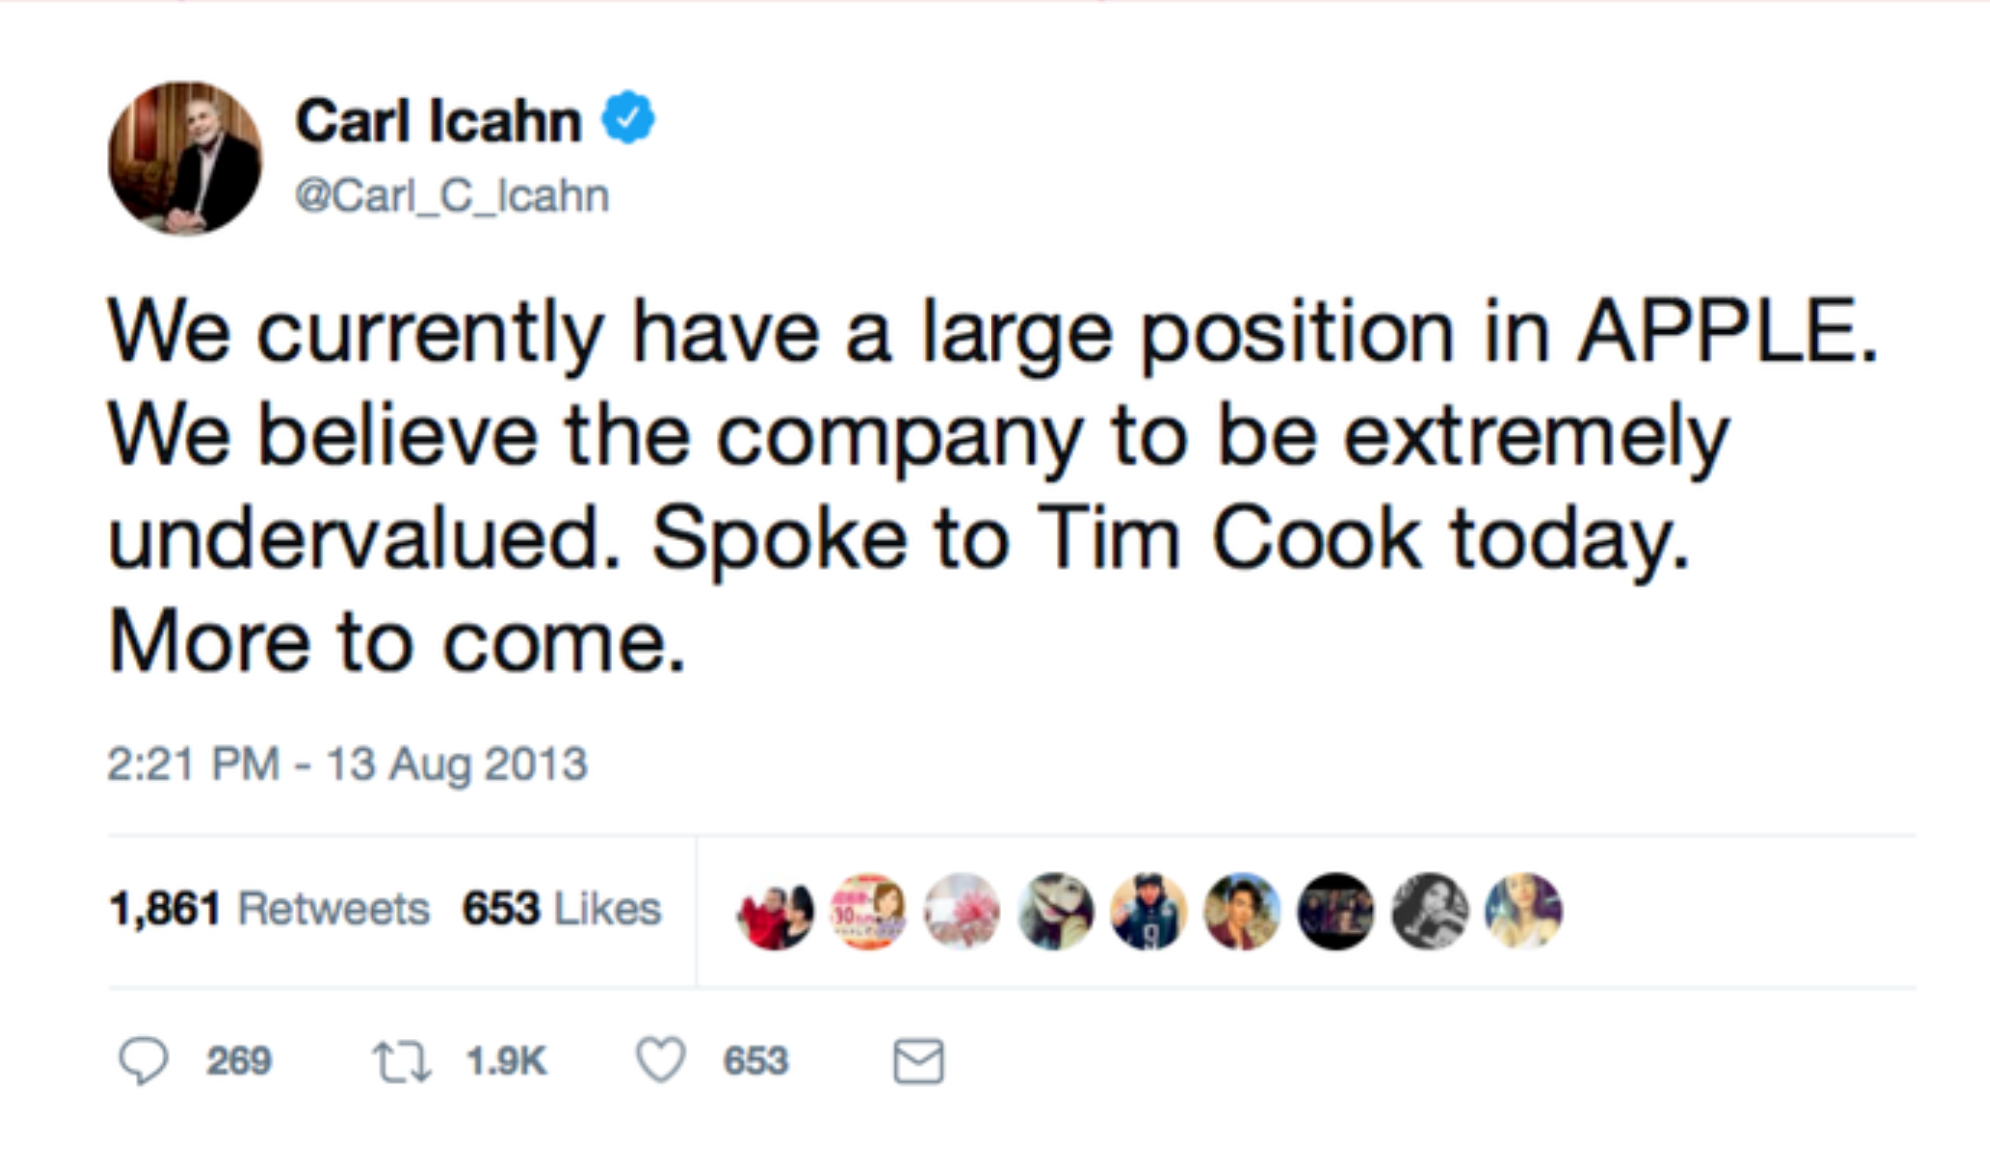 Carl Icahn
@Carl_C_Icahn
We currently have a large position in APPLE.
We believe the company to be extremely
undervalued. Spoke to Tim Cook today.
More to come.
2:21 PM - 13 Aug 2013
1,861 Retweets 653 Likes
269 1.9K 653